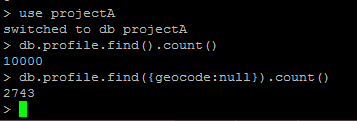 > use projectA
switched to db projectA
> db.profile.find().count()
10000
> db.profile.find({geocode:null}).count()
2743
>